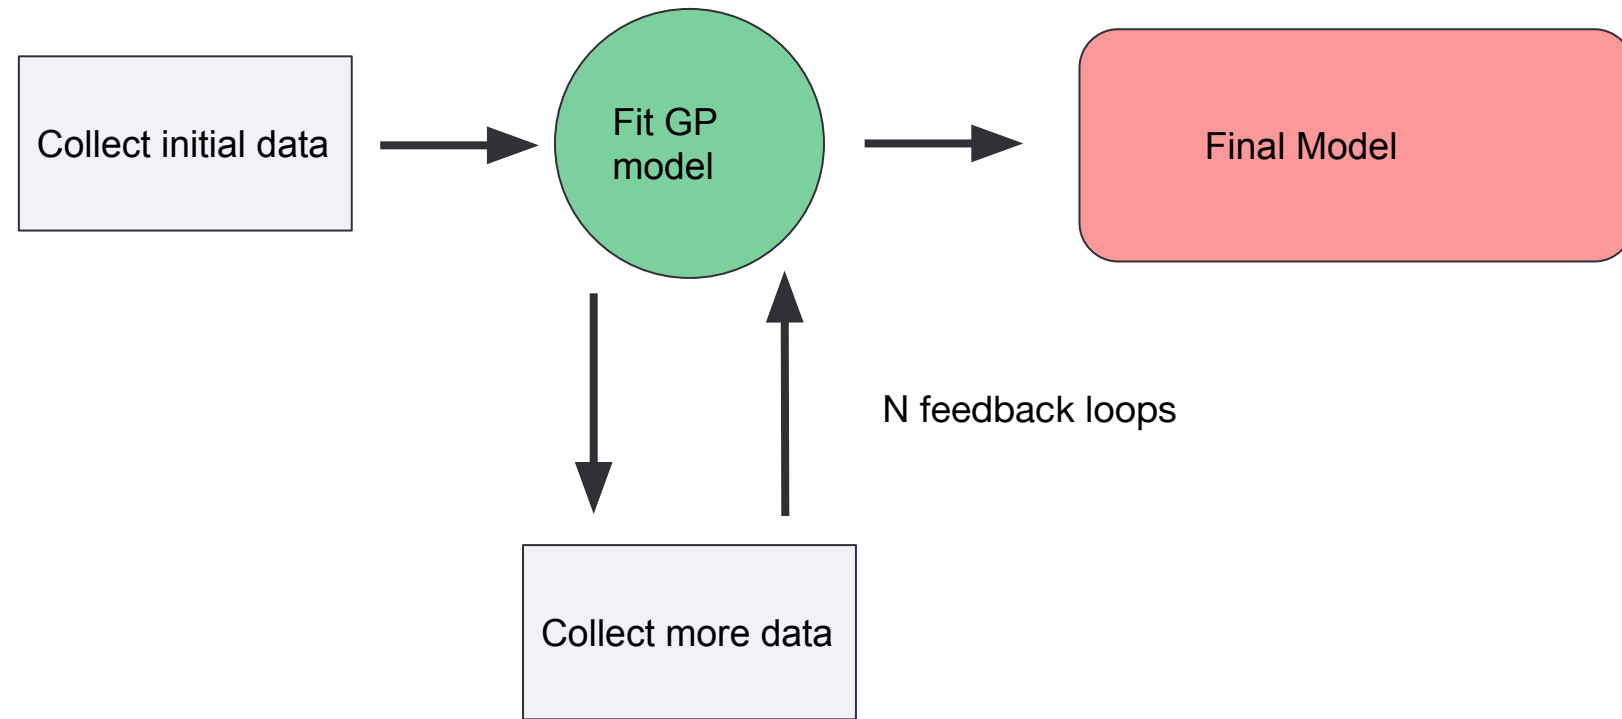 Collect initial data
Fit GP
model
Final Model
N feedback loops
Collect more data